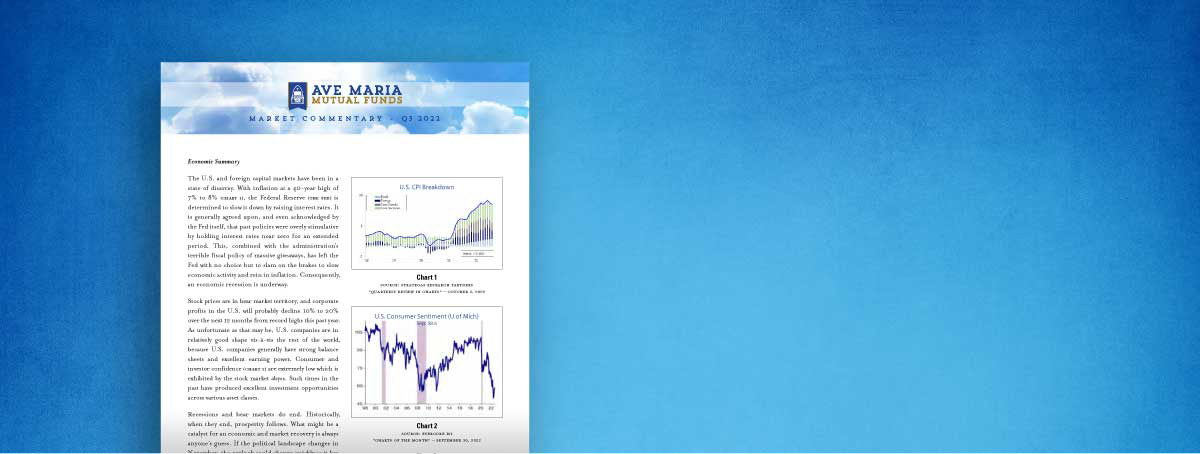 AVE MARIA
MUTUAL FUNDS
MARKET COMMENTARY – Q3 2022
Economic Summary
The U.S. and foreign capital markets have been in a
state of disarray. With inflation at a 40-year high of
7% to 8% (CHART 1), the Federal Reserve (THE FED) is
determined to slow it down by raising interest rates. It
is generally agreed upon, and even acknowledged by
the Fed itself, that past policies were overly stimulative
by holding interest rates near zero for an extended
period. This, combined with the administration's
terrible fiscal policy of massive giveaways, has left the
Fed with no choice but to slam on the brakes to slow
economic activity and rein in inflation. Consequently,
an economic recession is underway.
Stock prices are in bear market territory, and corporate
profits in the U.S. will probably decline 10% to 20%
over the next 12 months from record highs this past year.
As unfortunate as that may be, U.S. companies are in
relatively good shape vis-à-vis the rest of the world,
because U.S. companies generally have strong balance
sheets and excellent earning power. Consumer and
investor confidence (CHART 2) are extremely low which is
exhibited by the stock market abyss. Such times in the
past have produced excellent investment opportunities
across various asset classes.
Recessions and bear markets do end. Historically,
when they end, prosperity follows. What might be a
catalyst for an economic and market recovery is always
anyone's guess. If the political landscape changes in
U.S. CPI Breakdown
Chart 1
SOURCE: STRATEGAS RESEARCH PARTNERS
"QUARTERLY REVIEW IN CHARTS" – OCTOBER 3, 2022
U.S. Consumer Sentiment (U of Mich)
98 00 02 04 06 08 10 12 14 16 18 20 22
Chart 2
"CHARTS OF THE MONTH" – SEPTEMBER 30, 2022